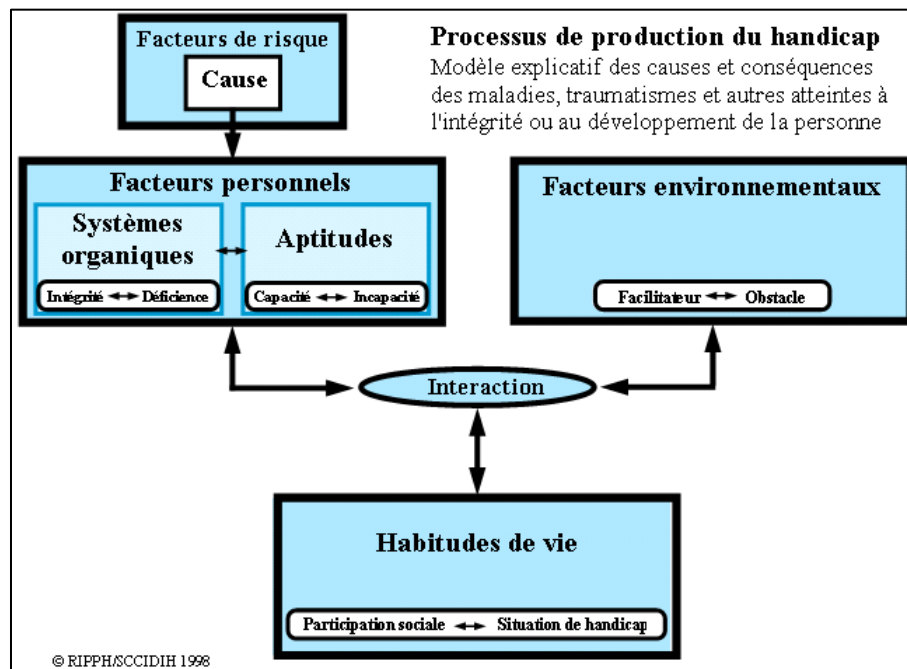 Facteurs de risque
Cause
Processus de production du handicap
Modèle explicatif des causes et conséquences
des maladies, traumatismes et autres atteintes à
l'intégrité ou au développement de la personne
Facteurs personnels
Systèmes
organiques
Intégrité
Déficience
Aptitudes
Capacité
Incapacité
Facteurs environnementaux
Facilitateur
Obstacle
Interaction
Habitudes de vie
Participation sociale
Situation de handicap
© RIPPH/SCCIDIH 1998